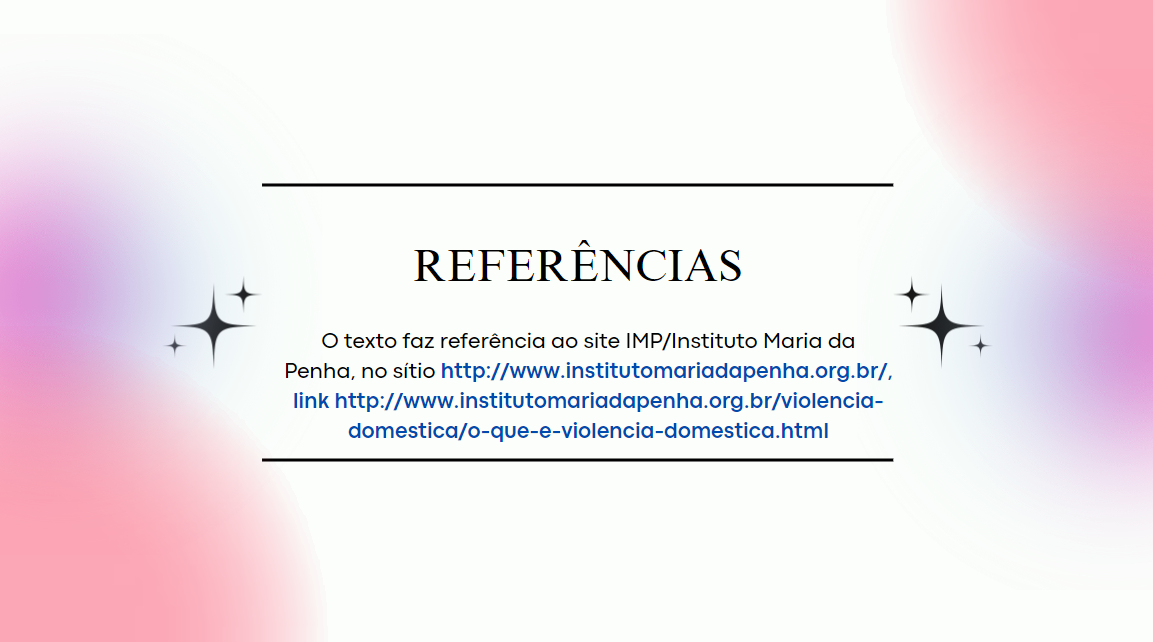 REFERÊNCIAS
O texto faz referência ao site IMP/Instituto Maria da
Penha, no sítio http://www.institutomariadapenha.org.br/,
link http://www.institutomariadapenha.org.br/violencia-
domestica/o-que-e-violencia-domestica.html